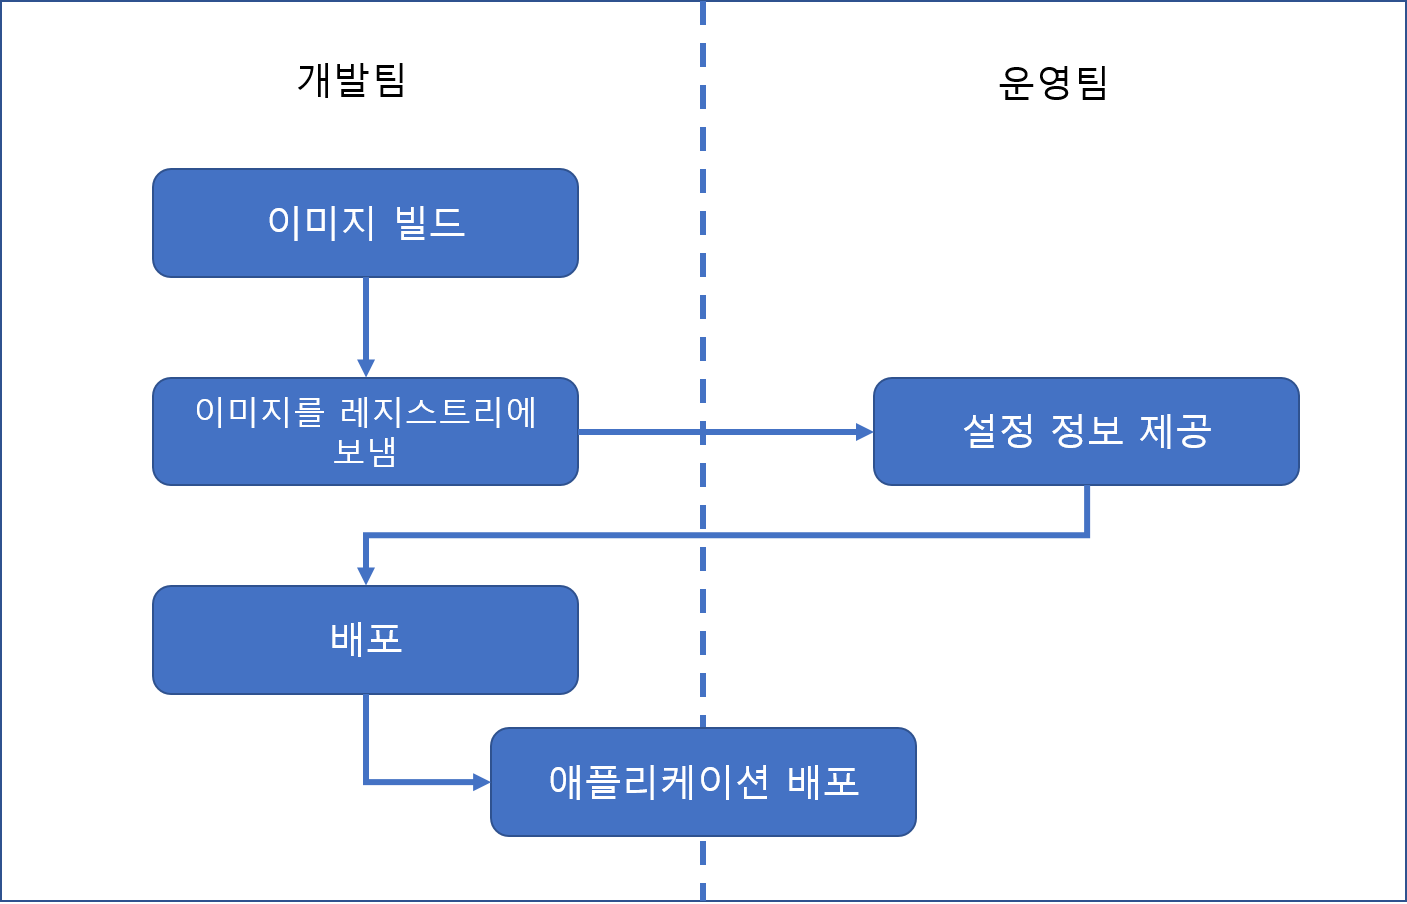 개발팀
운영팀
이미지 빌드
이미지를 레지스트리에
보냄
설정 정보 제공
배포
애플리케이션 배포